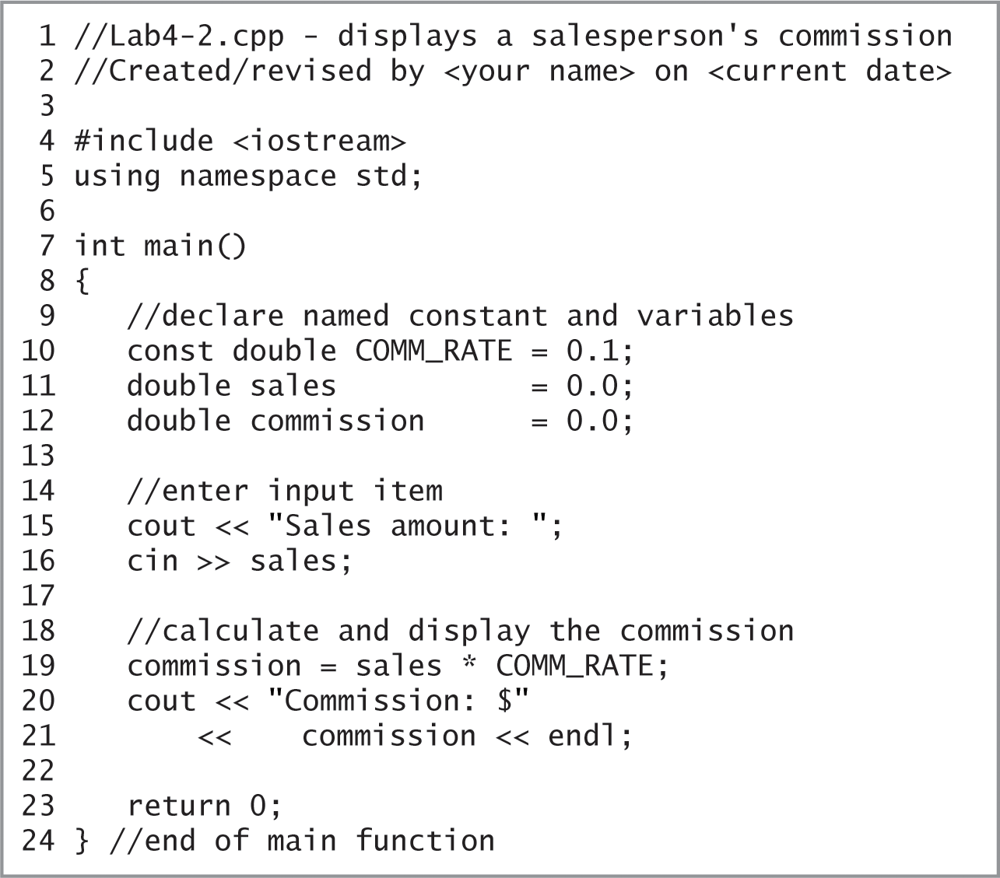 1 //Lab4-2.cpp - displays a salesperson's commission
2 //Created/revised by <your name> on <current date>
3
4 #include <iostream>
5 using namespace std;
6
7 int main()
8 {
9    //declare named constant and variables
10    const double COMM_RATE = 0.1;
11    double sales           = 0.0;
12    double commission      = 0.0;
13
14    //enter input item
15    cout << "Sales amount: ";
16    cin >> sales;
17
18    //calculate and display the commission
19    commission = sales * COMM_RATE;
20    cout << "Commission: $"
21        <<    commission << endl;
22
23    return 0;
24 } //end of main function